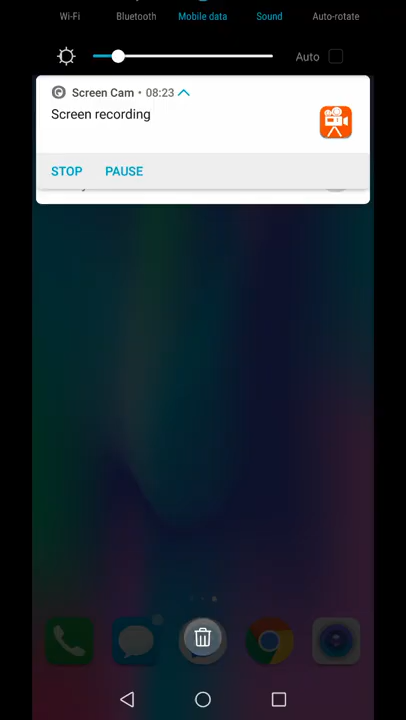 Wi-Fi Bluetooth Mobile data Sound Auto-rotate
Auto
Screen Cam • 08:23
Screen recording
STOP PAUSE